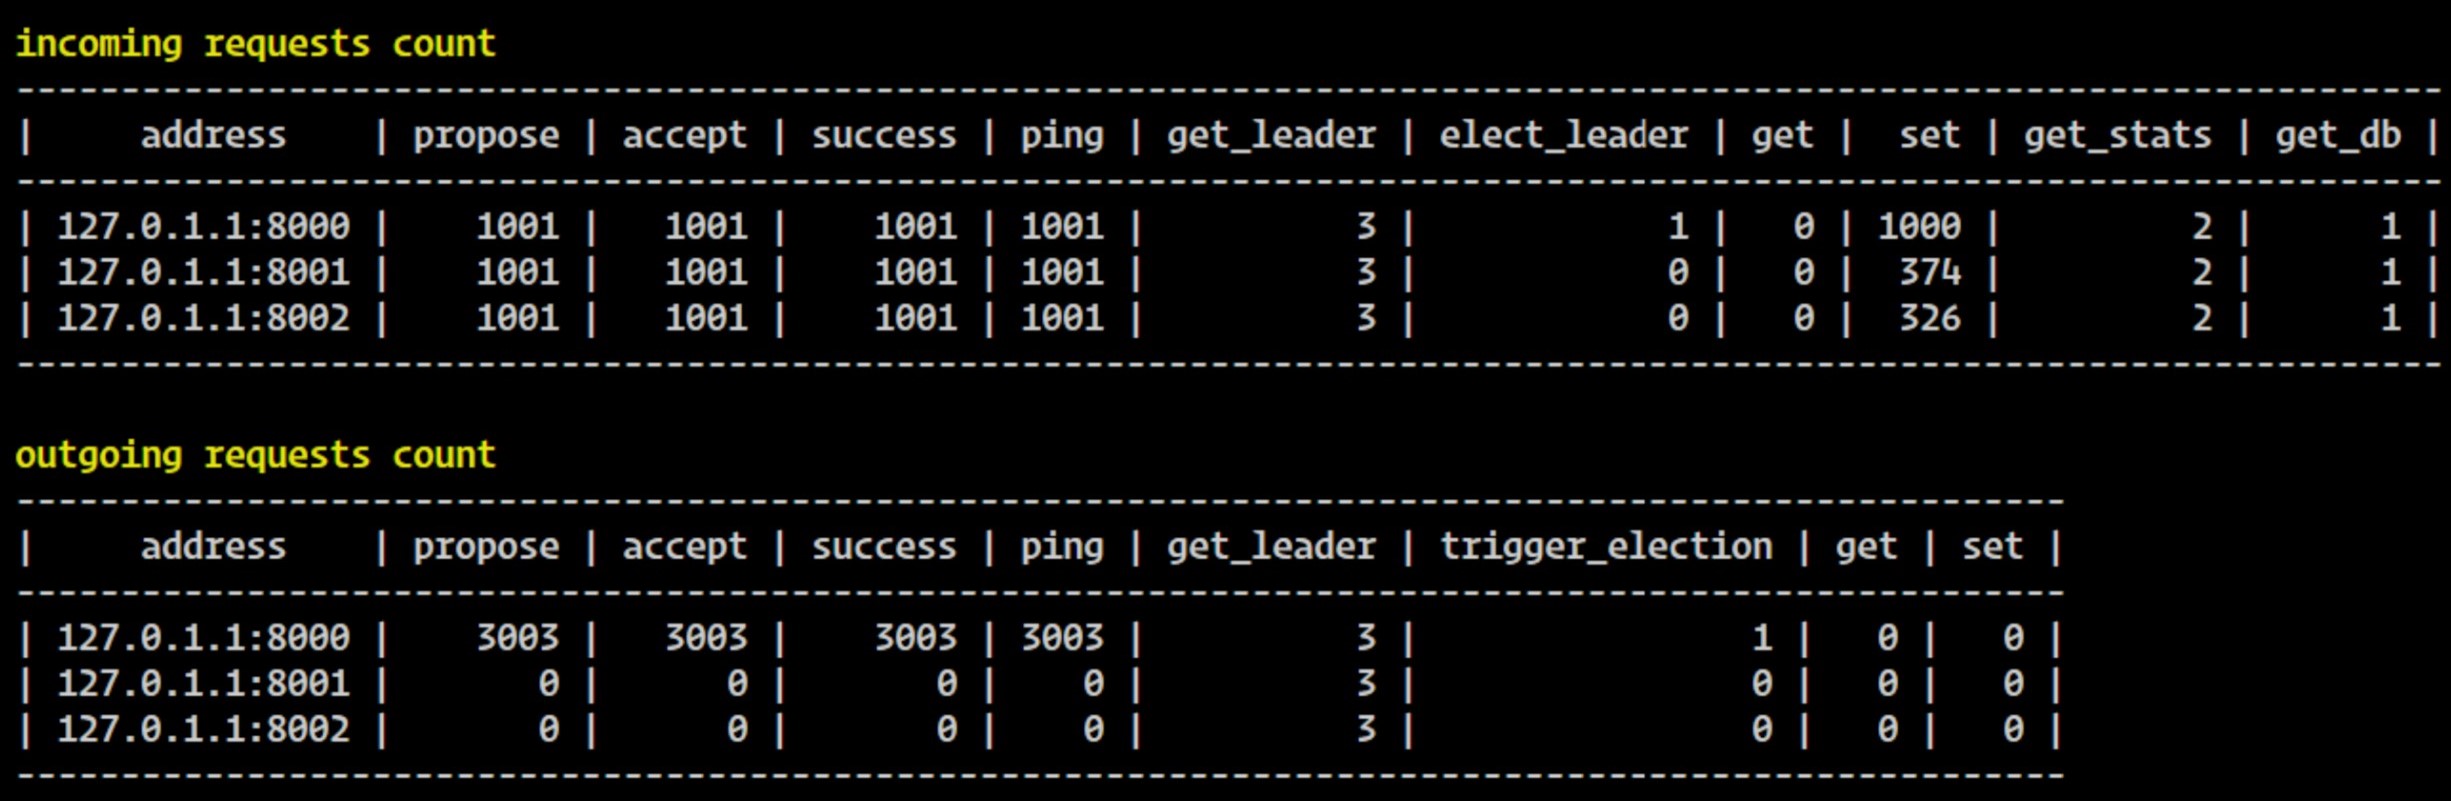 incoming requests count
-----------------------------------------------------------------------------------------------------------------
|     address    | propose | accept | success | ping | get_leader | elect_leader | get |  set | get_stats | get_db |
-----------------------------------------------------------------------------------------------------------------
| 127.0.1.1:8000 |    1001 |   1001 |    1001 | 1001 |          3 |            1 |   0 | 1000 |         2 |      1 |
| 127.0.1.1:8001 |    1001 |   1001 |    1001 | 1001 |          3 |            0 |   0 |  374 |         2 |      1 |
| 127.0.1.1:8002 |    1001 |   1001 |    1001 | 1001 |          3 |            0 |   0 |  326 |         2 |      1 |
-----------------------------------------------------------------------------------------------------------------
outgoing requests count
--------------------------------------------------------------------------------------------------
|     address    | propose | accept | success | ping | get_leader | trigger_election | get | set |
--------------------------------------------------------------------------------------------------
| 127.0.1.1:8000 |    3003 |   3003 |    3003 | 3003 |          3 |                1 |   0 |   0 |
| 127.0.1.1:8001 |       0 |      0 |       0 |    0 |          3 |                0 |   0 |   0 |
| 127.0.1.1:8002 |       0 |      0 |       0 |    0 |          3 |                0 |   0 |   0 |
--------------------------------------------------------------------------------------------------